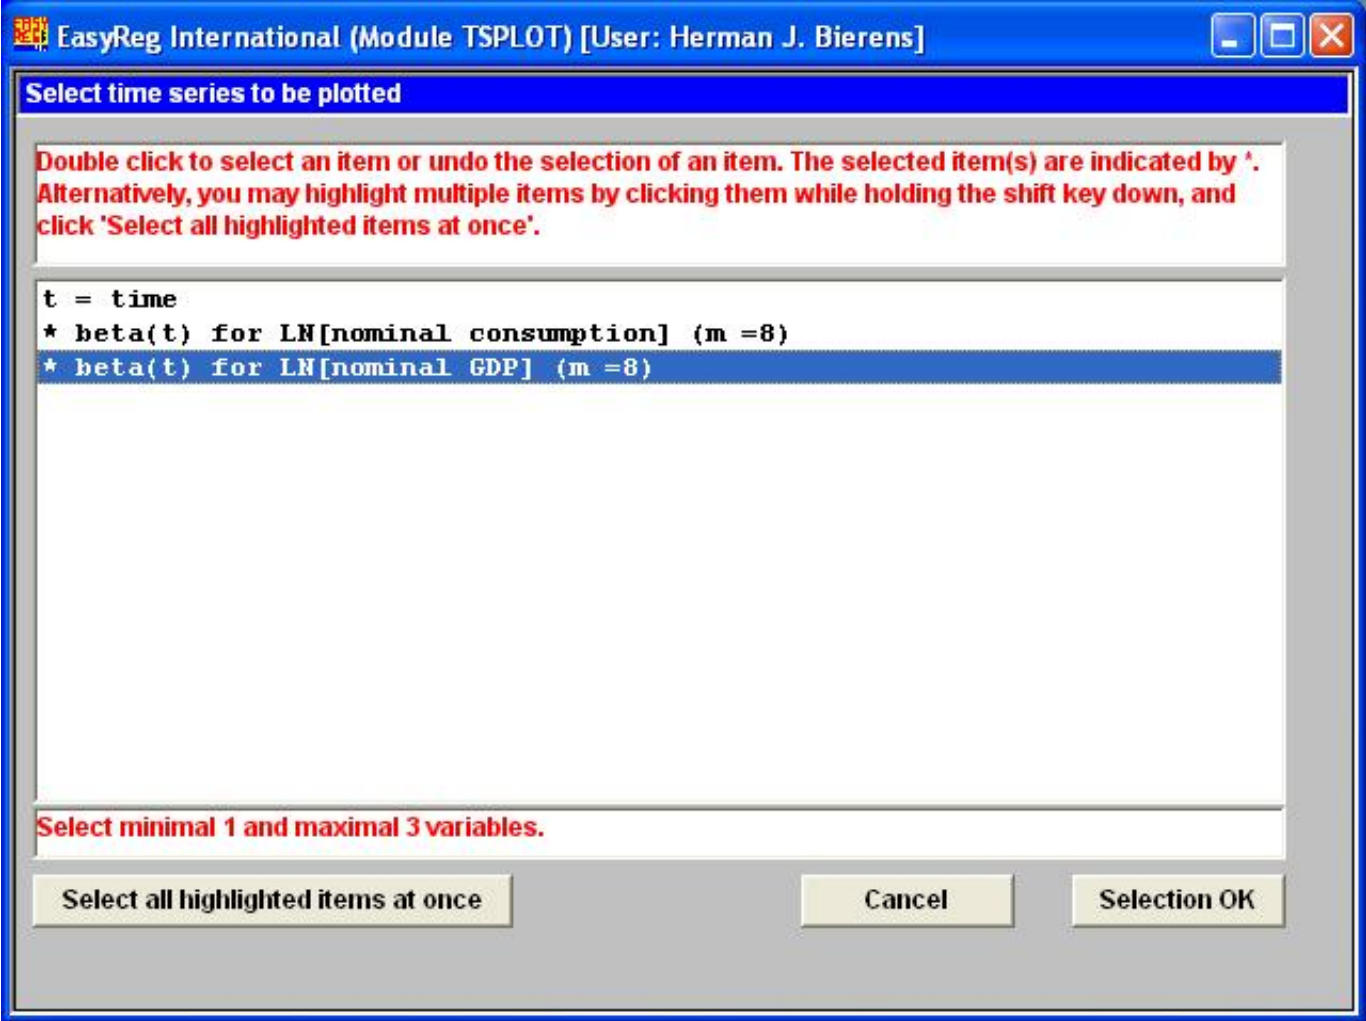 EasyReg International (Module TSPLOT) [User: Herman J. Bierens]
Select time series to be plotted
Double click to select an item or undo the selection of an item. The selected item(s) are indicated by *.
Alternatively, you may highlight multiple items by clicking them while holding the shift key down, and
click 'Select all highlighted items at once'.
t = time
* beta(t) for LN[nominal consumption] (m =8)
* beta(t) for LN[nominal GDP] (m =8)
Select minimal 1 and maximal 3 variables.
Select all highlighted items at once Cancel Selection OK